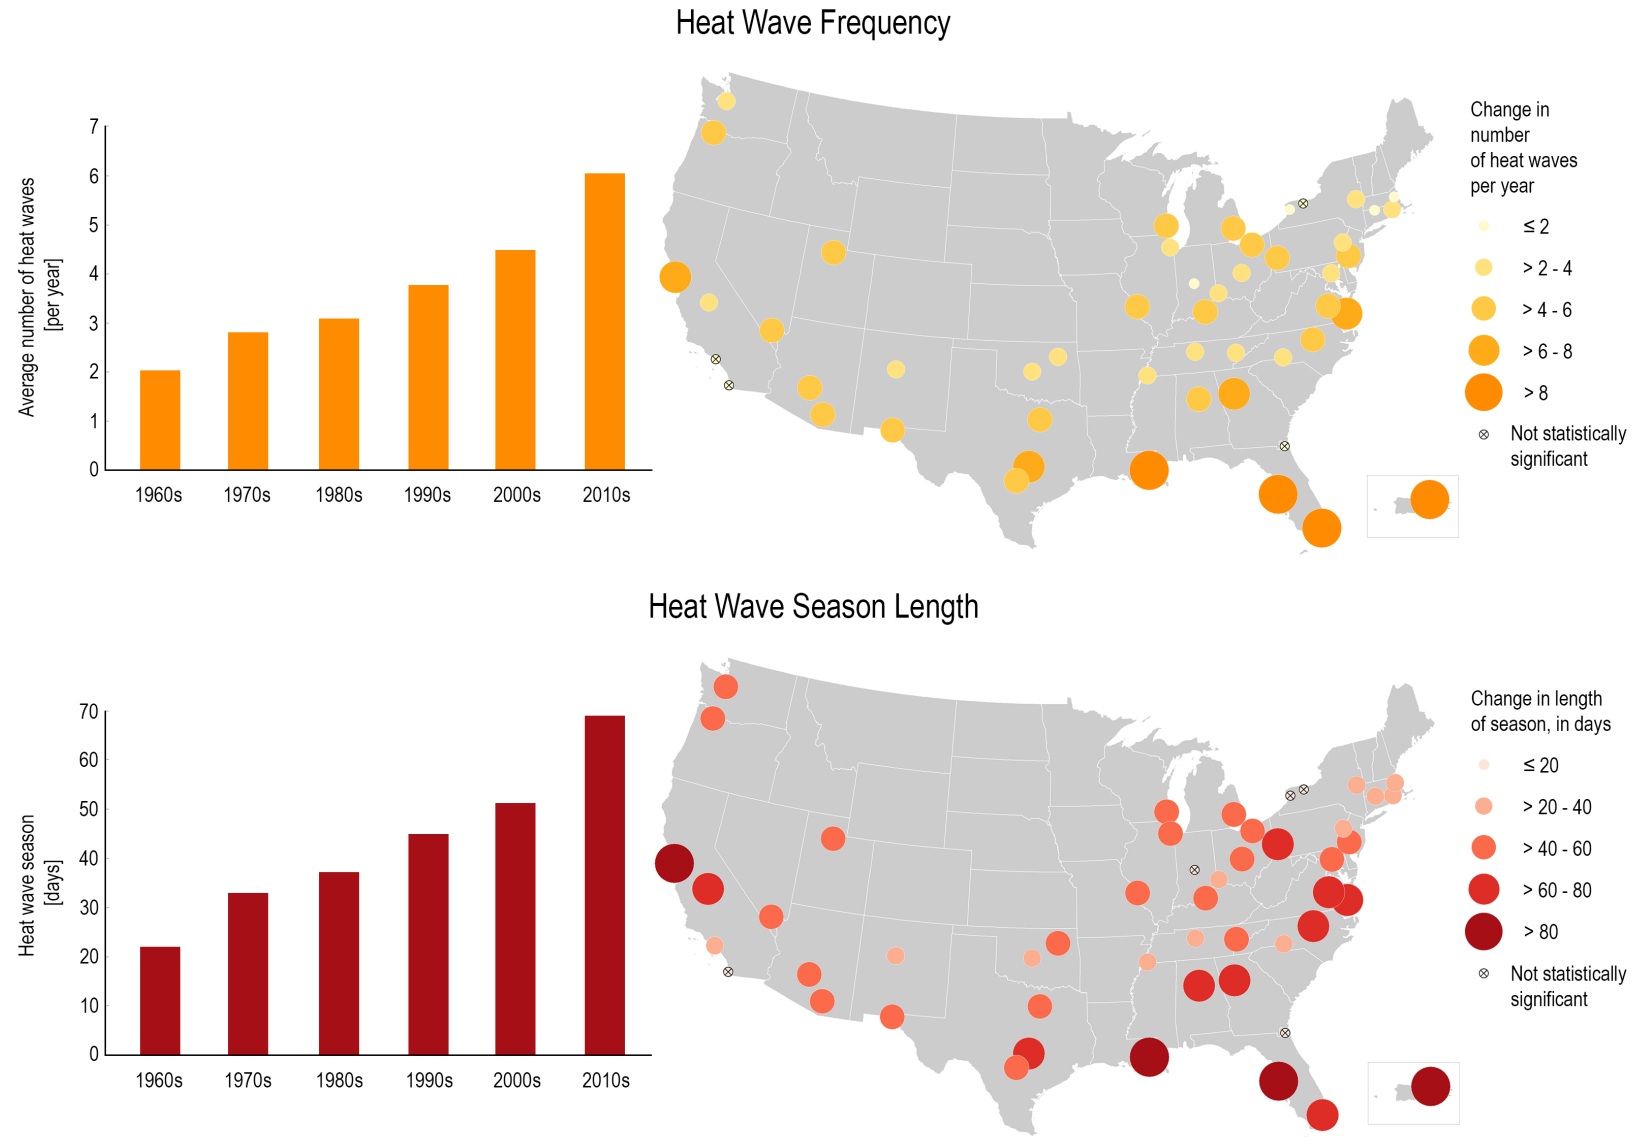 Heat Wave Frequency
Average number of heat waves
[per year]
7
6
5
4
3
2
1
0
1960s 1970s 1980s 1990s 2000s 2010s
Change in
number
of heat waves
per year
≤ 2
> 2 - 4
> 4 - 6
> 6 - 8
> 8
Not statistically
significant
Heat Wave Season Length
Heat wave season
[days]
70
60
50
40
30
20
10
0
1960s 1970s 1980s 1990s 2000s 2010s
Change in length
of season, in days
≤ 20
> 20 - 40
> 40 - 60
> 60 - 80
> 80
Not statistically
significant